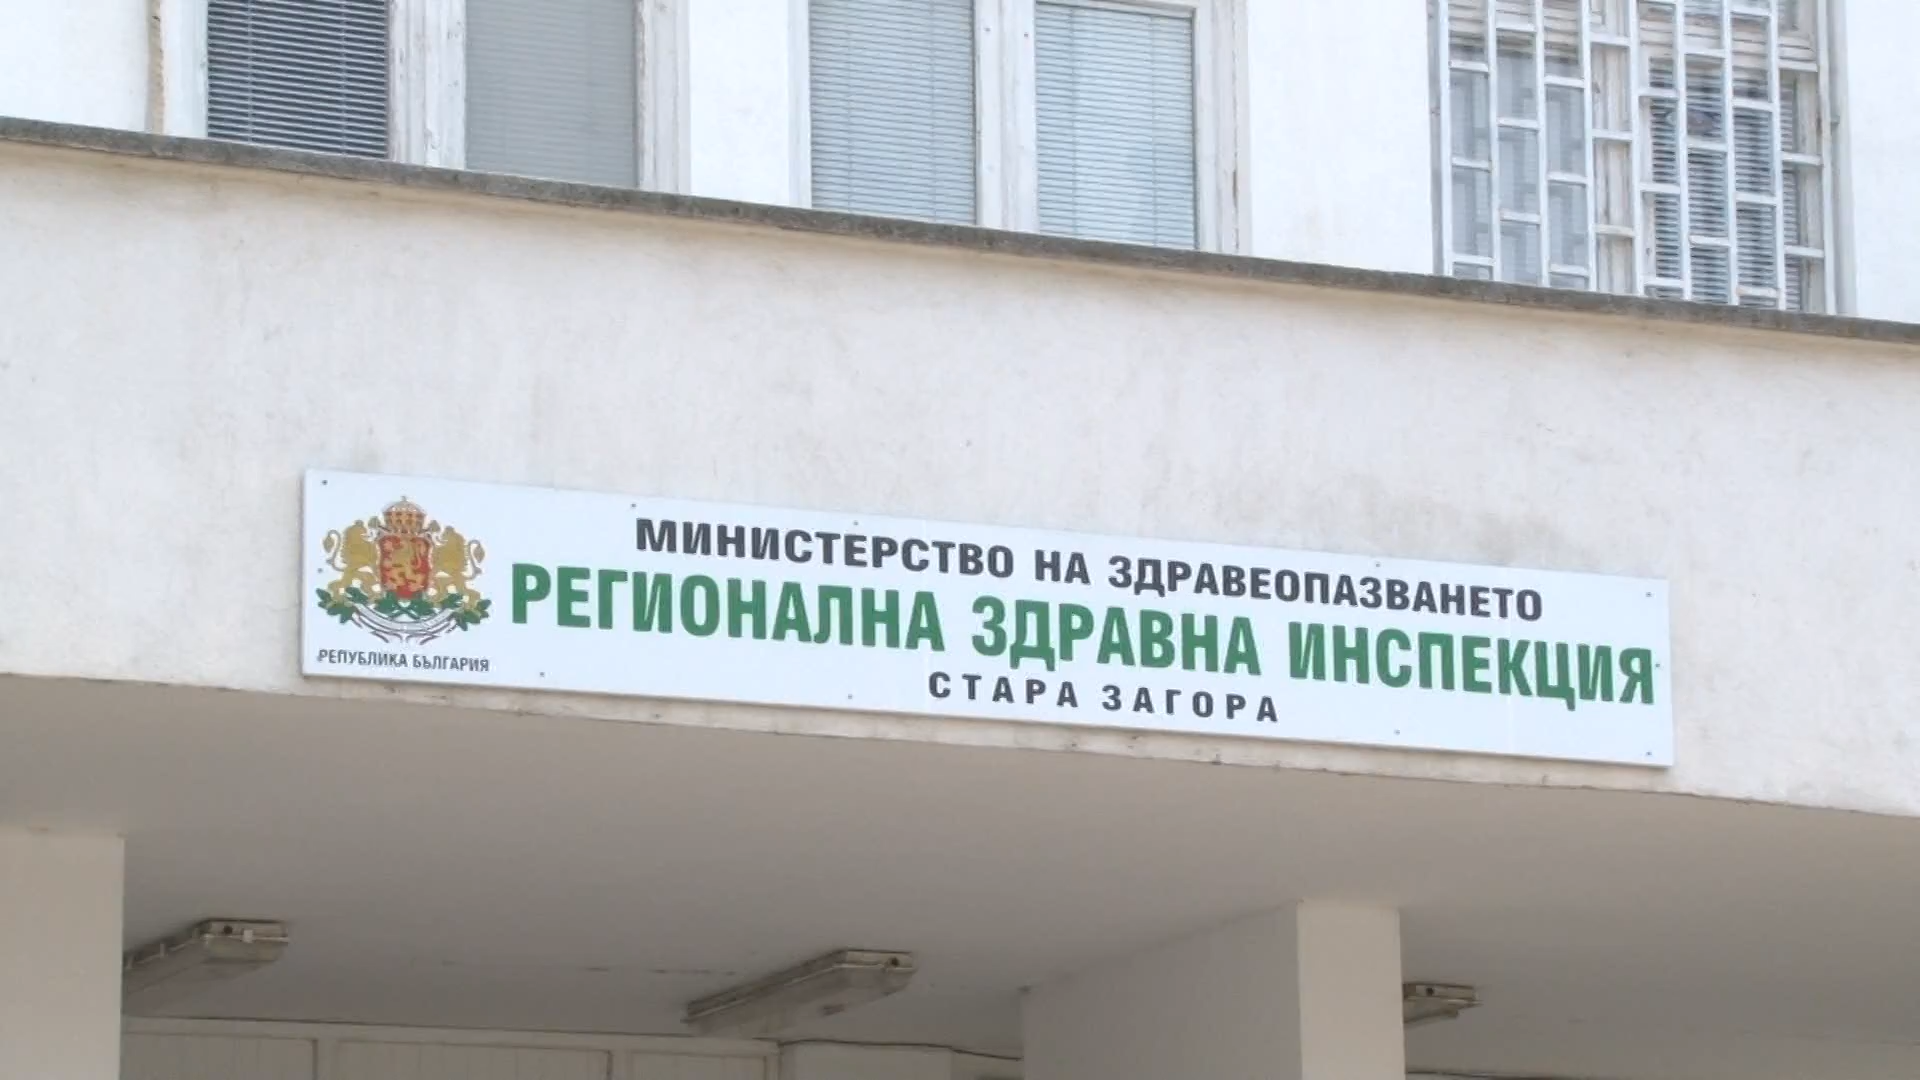 МИНИСТЕРСТВО НА ЗДРАВЕОПАЗВАНЕТО
РЕГИОНАЛНА ЗДРАВНА ИНСПЕКЦИЯ
СТАРА ЗАГОРА
РЕПУБЛИКА БЪЛГАРИЯ